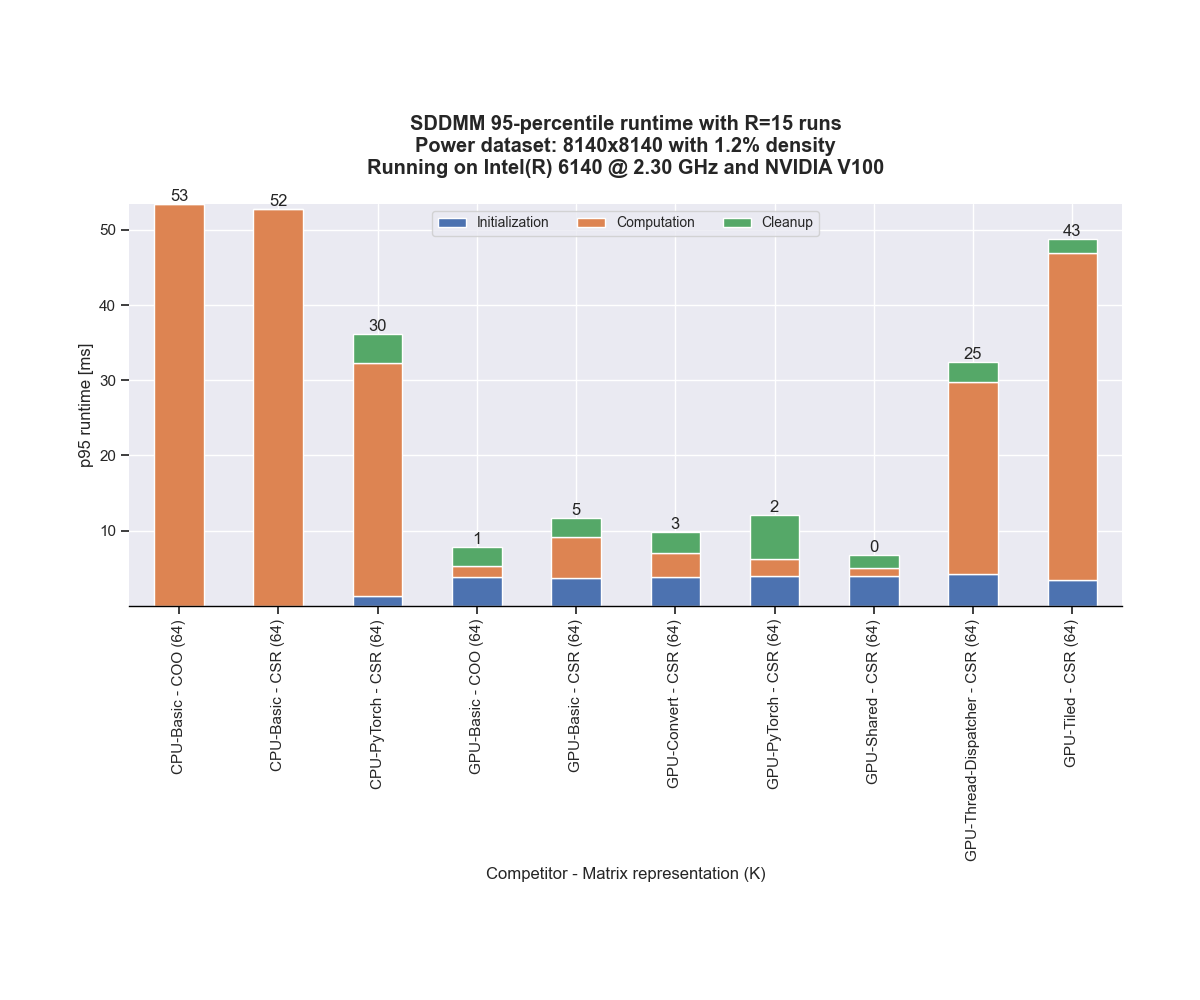 SDDMM 95-percentile runtime with R=15 runs
Power dataset: 8140x8140 with 1.2% density
Running on Intel(R) 6140 @ 2.30 GHz and NVIDIA V100
Initialization
Computation
Cleanup
53
52
30
1
5
3
2
0
25
43
p95 runtime [ms]
50
40
30
20
10
CPU-Basic - COO (64)
CPU-Basic - CSR (64)
CPU-PyTorch - CSR (64)
GPU-Basic - COO (64)
GPU-Basic - CSR (64)
GPU-Convert - CSR (64)
GPU-PyTorch - CSR (64)
GPU-Shared - CSR (64)
GPU-Thread-Dispatcher - CSR (64)
GPU-Tiled - CSR (64)
Competitor - Matrix representation (K)